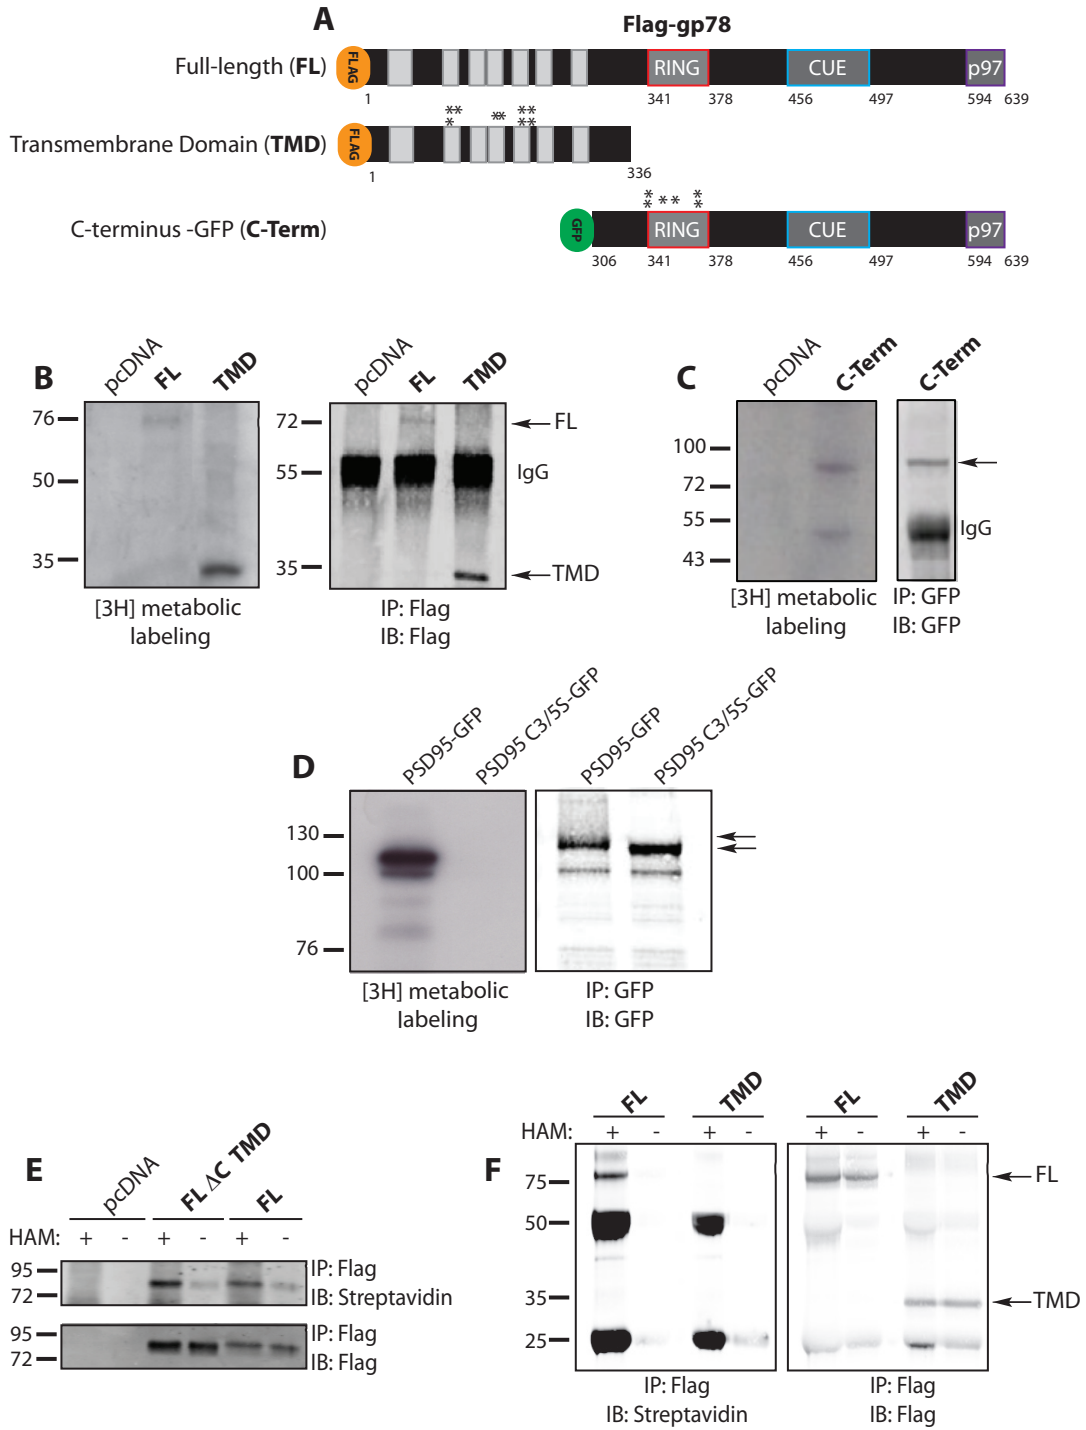 A
Flag-gp78
Full-length (FL)
FLAG
RING
CUE
p97
1
341
378
456
497
594
639
** ** **
* **
Transmembrane Domain (TMD)
FLAG
1
336
* * * *
* *
C-terminus -GFP (C-Term)
GFP
RING
CUE
p97
306
341
378
456
497
594
639
B
pcDNA
FL
TMD
76
50
35
[3H] metabolic
labeling
pcDNA
FL
TMD
72
55
35
FL
IgG
TMD
IP: Flag
IB: Flag
C
pcDNA
C-Term
C-Term
100
72
55
43
IgG
[3H] metabolic
labeling
IP: GFP
IB: GFP
D
PSD95-GFP
PSD95 C3/5S-GFP
PSD95-GFP
PSD95 C3/5S-GFP
130
100
76
[3H] metabolic
labeling
IP: GFP
IB: GFP
E
pcDNA
FL ΔC TMD
FL
HAM: + - + - + -
95
72
IP: Flag
IB: Streptavidin
95
72
IP: Flag
IB: Flag
F
FL
TMD
FL
TMD
HAM: + - + - + - + -
75
50
35
25
FL
TMD
IP: Flag
IB: Streptavidin
IP: Flag
IB: Flag